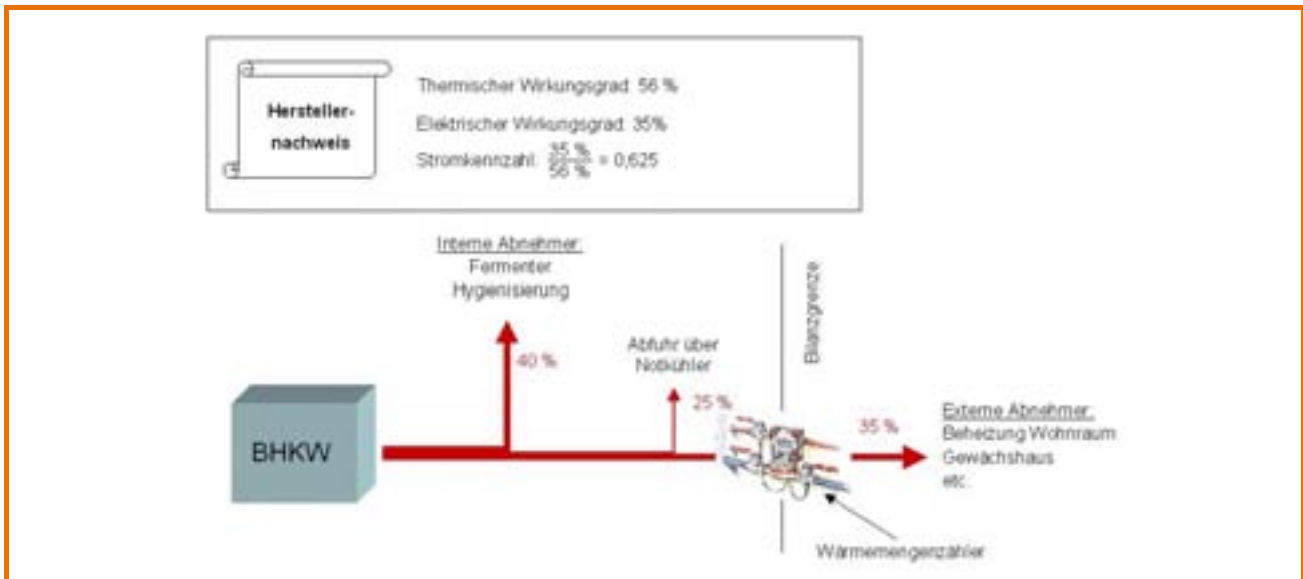 Hersteller-
nachweis
Thermischer Wirkungsgrad: 56 %
Elektrischer Wirkungsgrad: 35%
Stromkennzahl: 35 % / 56 % = 0,625
Interne Abnehmer:
Fermenter
Hygienisierung
40 %
Abfuhr über
Notkühler
25 %
Bilanzgrenze
BHKW
35 %
Externe Abnehmer:
Beheizung Wohnraum
Gewächshaus
etc.
Wärmemengenzähler